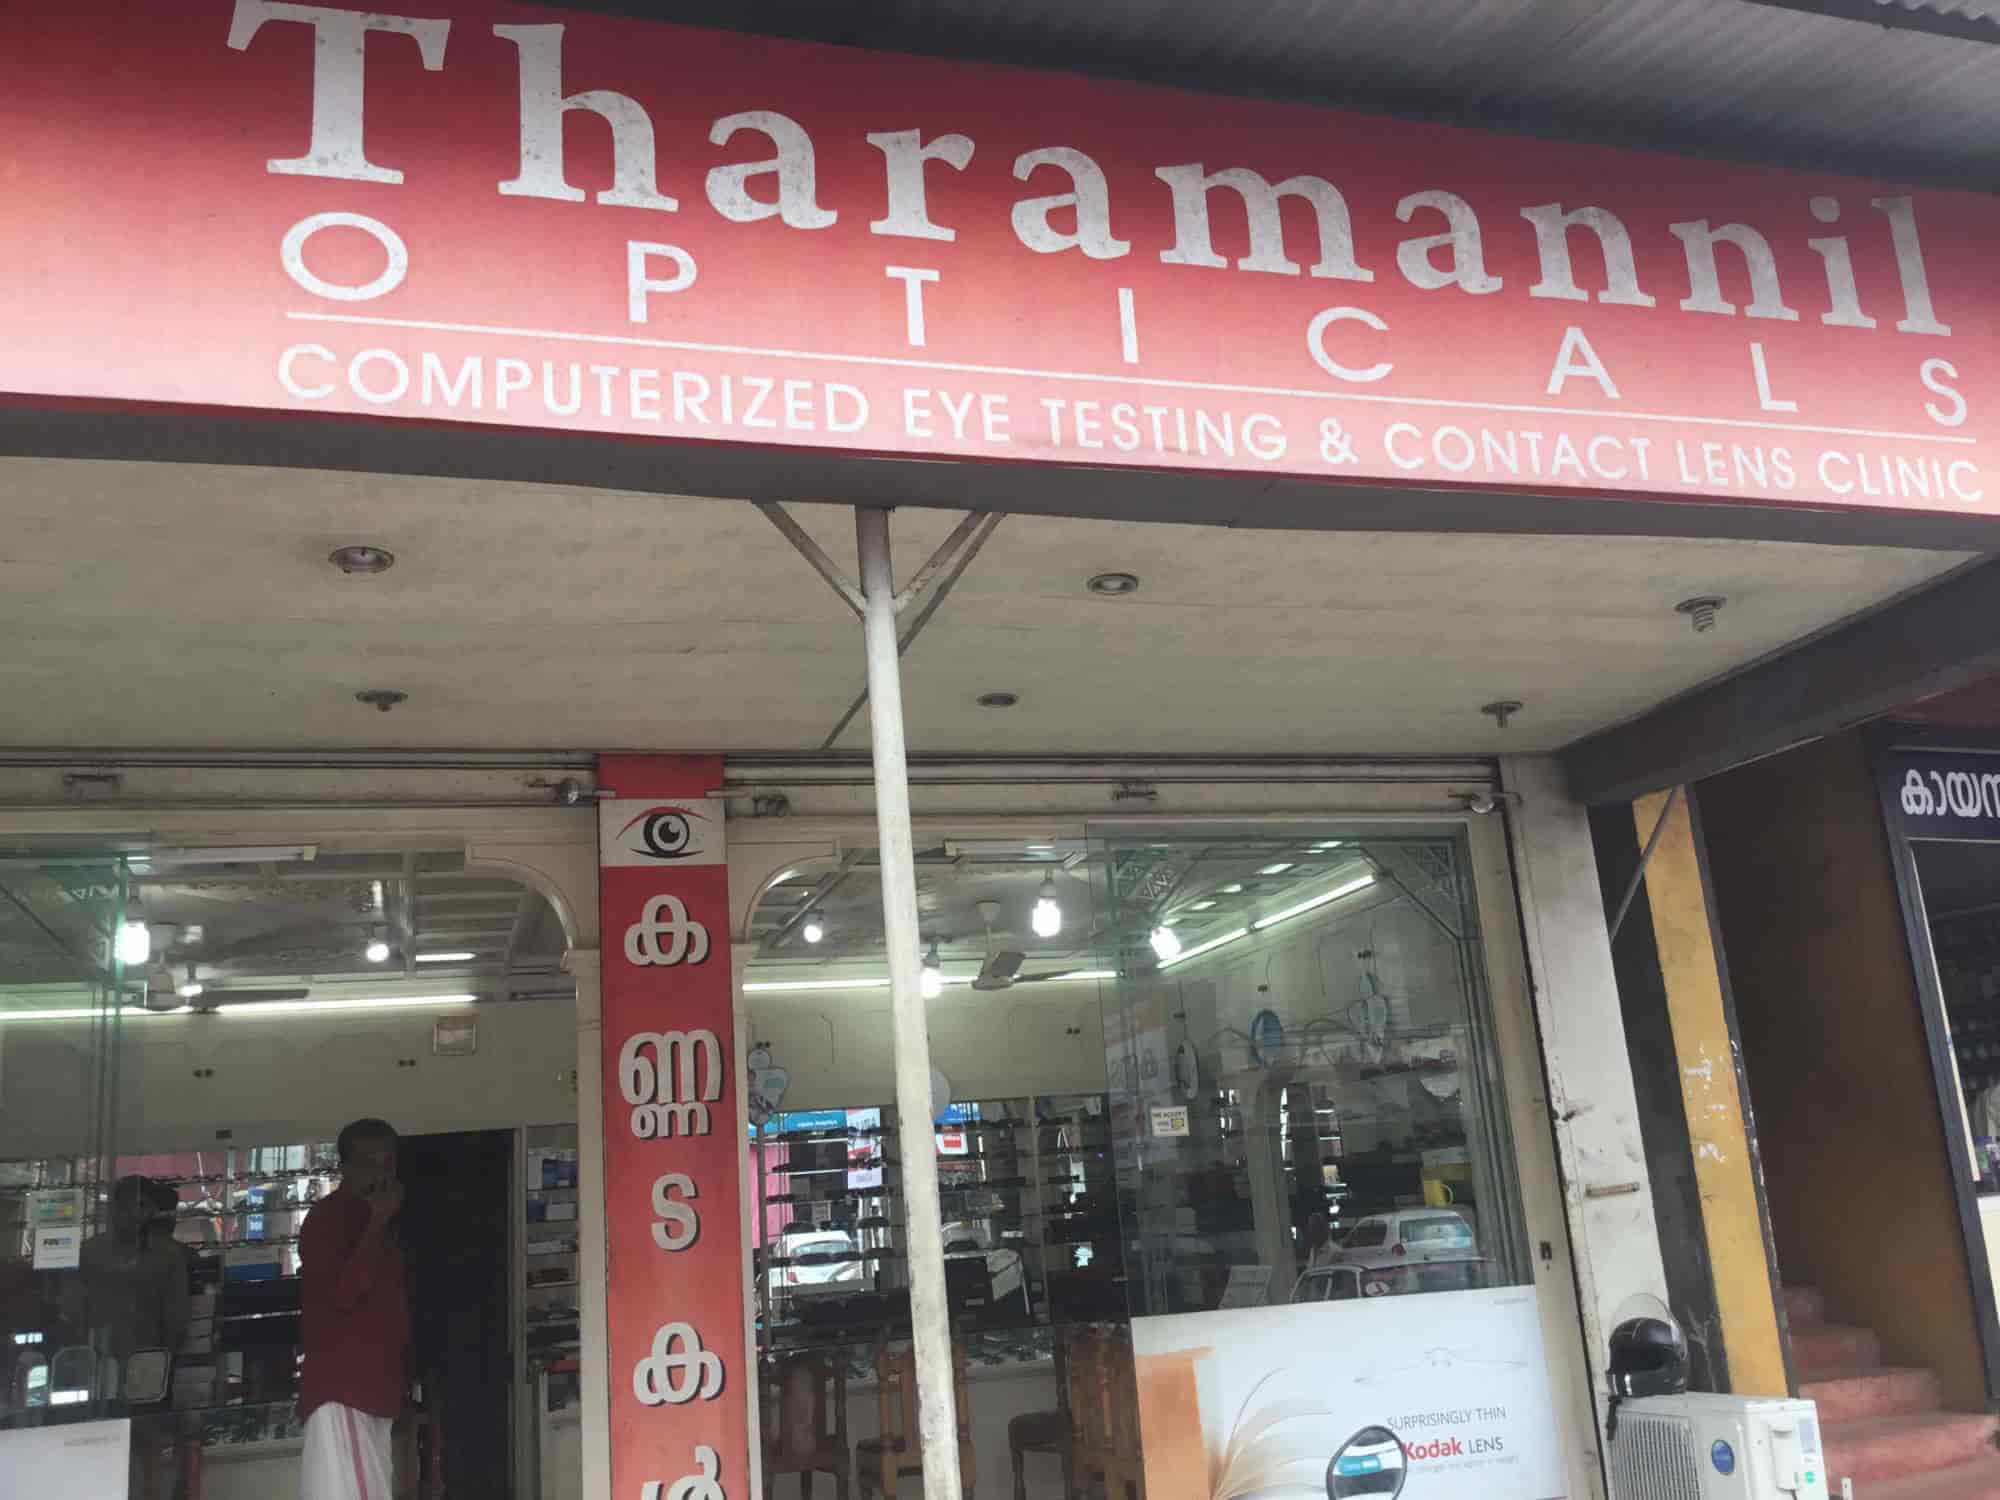 Tharamannil
OPTICALS
COMPUTERIZED EYE TESTING & CONTACT LENS CLINIC
ക
ണ്ണ
ട
ക
ൾ
SURPRISINGLY THIN
Kodak LENS